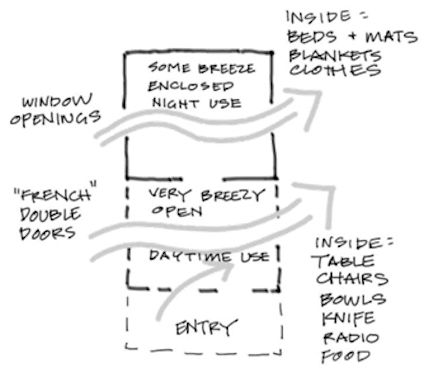 INSIDE =
BEDS + MATS
BLANKETS
CLOTHES
SOME BREEZE
ENCLOSED
NIGHT USE
WINDOW
OPENINGS
"FRENCH"
DOUBLE
DOORS
VERY BREEZY
OPEN
DAYTIME USE
ENTRY
INSIDE =
TABLE
CHAIRS
BOWLS
KNIFE
RADIO
FOOD